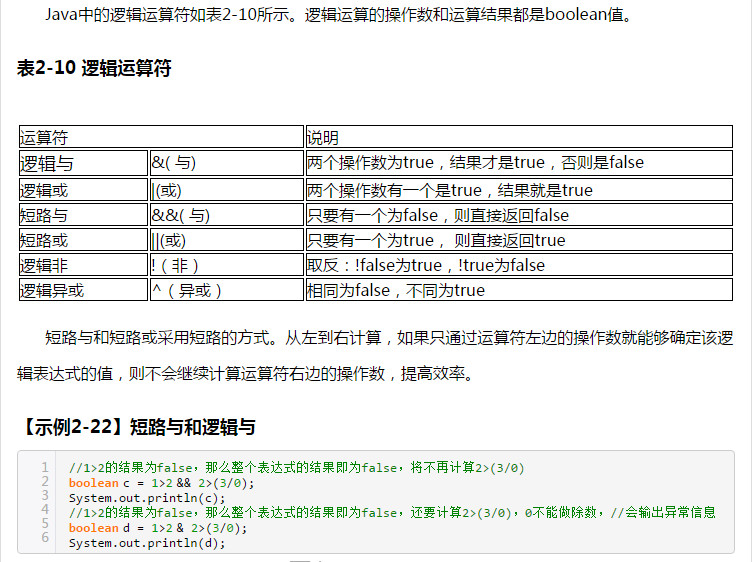 Java中的逻辑运算符如表2-10所示。逻辑运算的操作数和运算结果都是boolean值。
表2-10 逻辑运算符
运算符 说明
逻辑与 &( 与) 两个操作数为true，结果才是true，否则是false
逻辑或 |(或) 两个操作数有一个是true，结果就是true
短路与 &&( 与) 只要有一个为false，则直接返回false
短路或 ||(或) 只要有一个为true， 则直接返回true
逻辑非 !（非） 取反：!false为true，!true为false
逻辑异或 ^（异或） 相同为false，不同为true
短路与和短路或采用短路的方式。从左到右计算，如果只通过运算符左边的操作数就能够确定该逻
辑表达式的值，则不会继续计算运算符右边的操作数，提高效率。
【示例2-22】短路与和逻辑与
1 //1>2的结果为false，那么整个表达式的结果即为false，将不再计算2>(3/0)
2 boolean c = 1>2 && 2>(3/0);
3 System.out.println(c);
4 //1>2的结果为false，那么整个表达式的结果即为false，还要计算2>(3/0)，0不能做除数，//会输出异常信息
5 boolean d = 1>2 & 2>(3/0);
6 System.out.println(d);